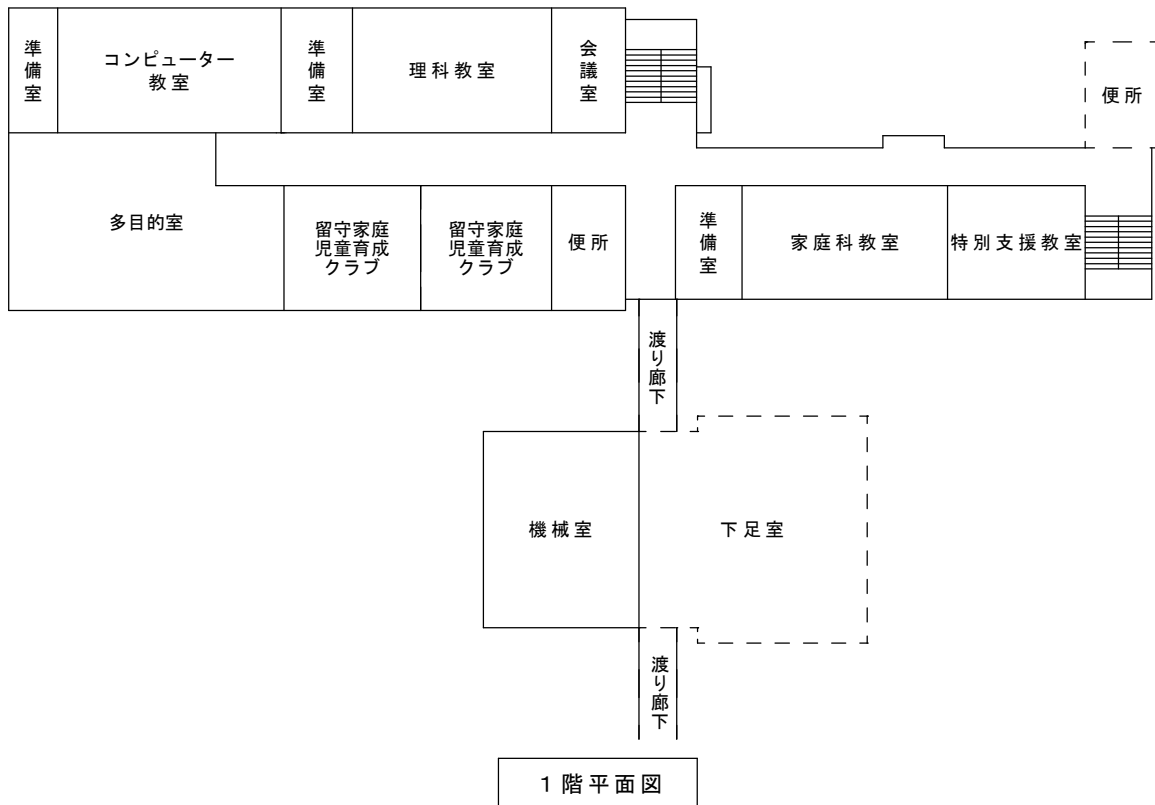 準備室
コンピューター
教室
準備室
理科教室
会議室
便所
多目的室
留守家庭
児童育成
クラブ
留守家庭
児童育成
クラブ
便所
準備室
家庭科教室
特別支援教室
渡り廊下
機械室
下足室
渡り廊下
1階平面図